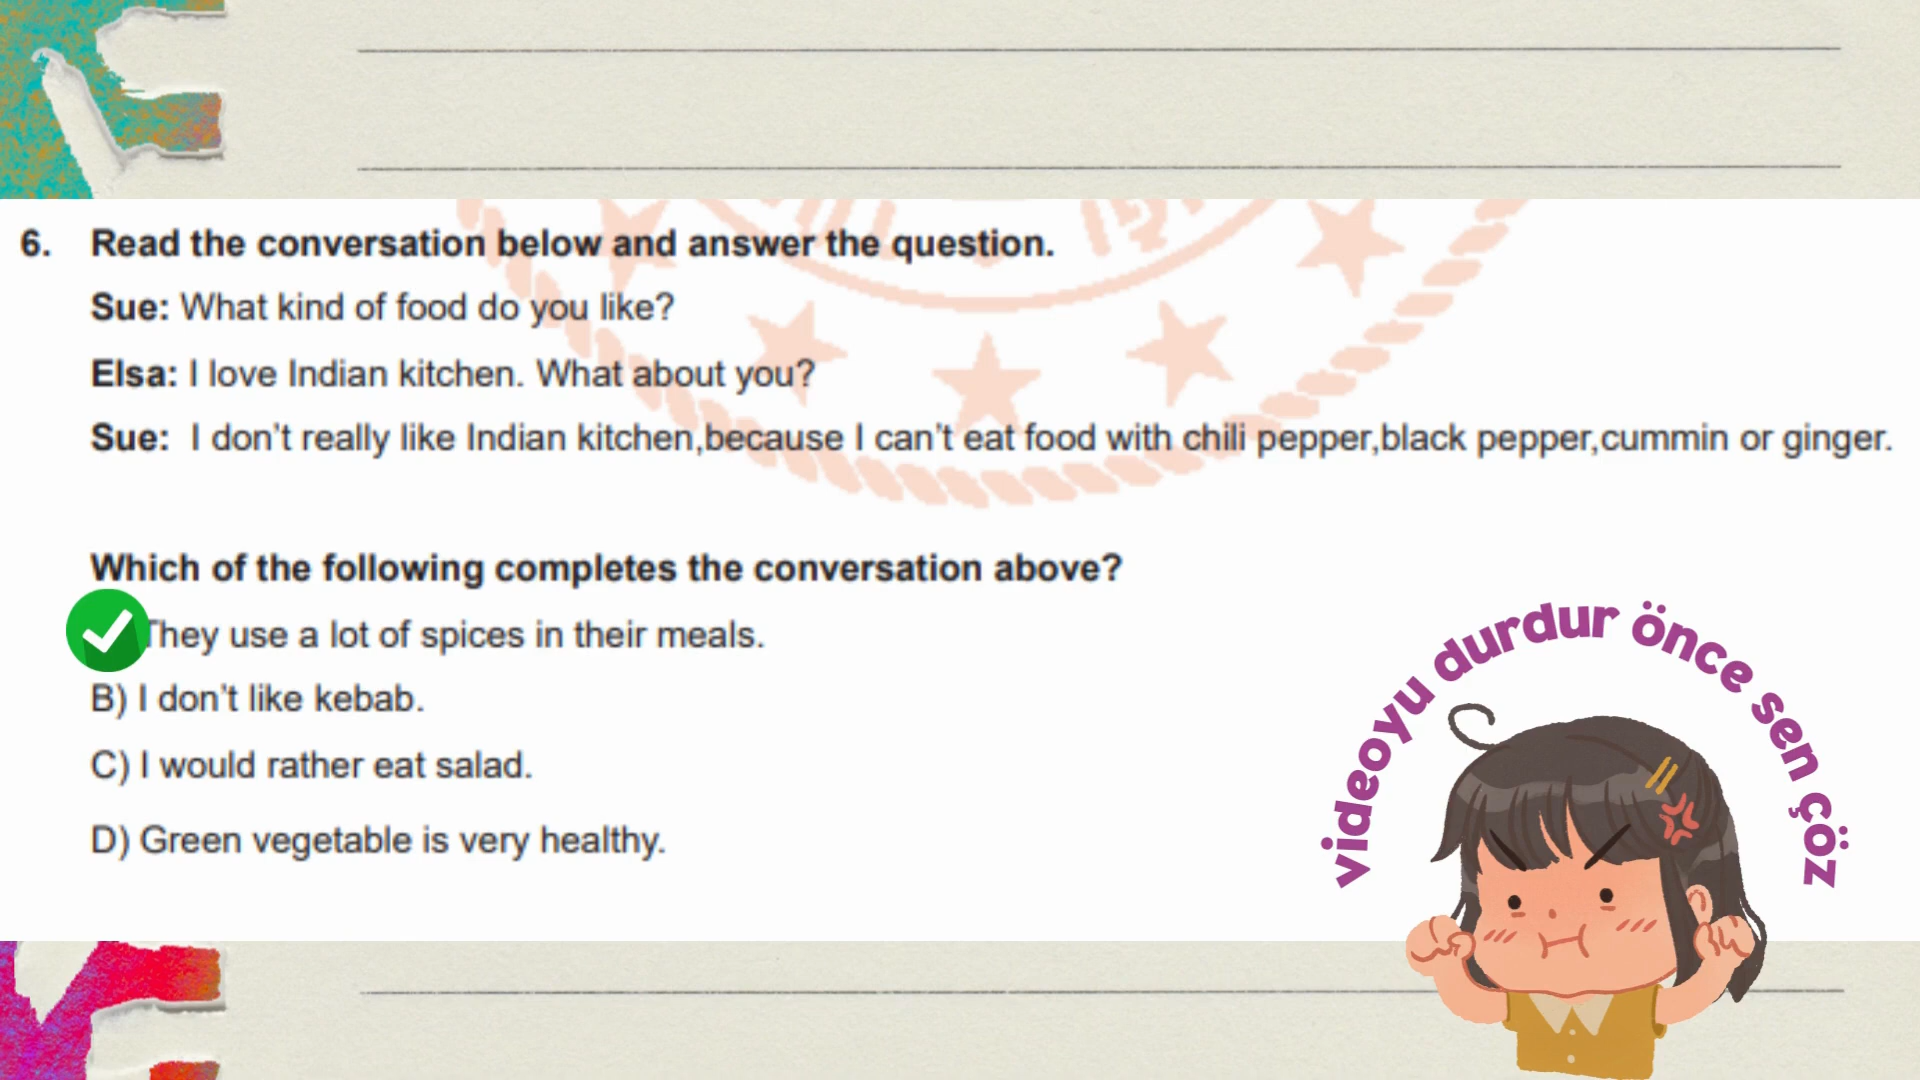 6. Read the conversation below and answer the question.
Sue: What kind of food do you like?
Elsa: I love Indian kitchen. What about you?
Sue: I don't really like Indian kitchen,because I can't eat food with chili pepper,black pepper,cummin or ginger.
Which of the following completes the conversation above?
They use a lot of spices in their meals.
B) I don't like kebab.
C) I would rather eat salad.
D) Green vegetable is very healthy.
videoyu durdur önce sen çöz